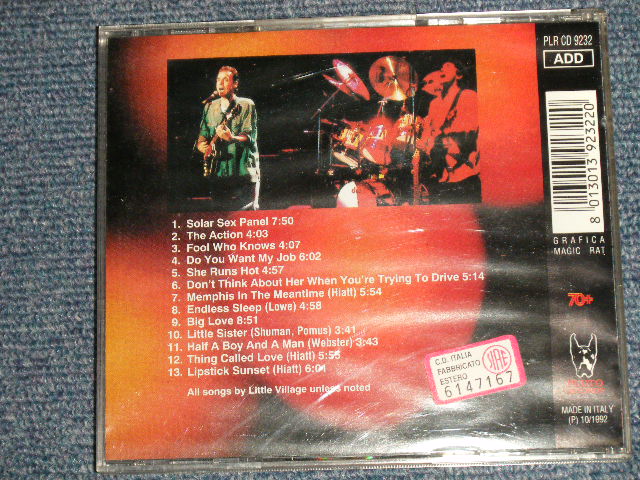 PLR CD 9232
ADD
8 013013 923220
GRAFICA
MAGIC RAT
70+
MADE IN ITALY
(P) 10/1992
1. Solar Sex Panel 7:50
2. The Action 4:03
3. Fool Who Knows 4:07
4. Do You Want My Job 6:02
5. She Runs Hot 4:57
6. Don't Think About Her When You're Trying To Drive 5:14
7. Memphis In The Meantime (Hiatt) 5:54
8. Endless Sleep (Lowe) 4:58
9. Big Love 8:51
10. Little Sister (Shuman, Pomus) 3:41
11. Half A Boy And A Man (Webster) 3:43
12. Thing Called Love (Hiatt) 5:55
13. Lipstick Sunset (Hiatt) 6:01
All songs by Little Village unless noted
C.D. ITALIA
FABBRICATO
ESTERO
6147167